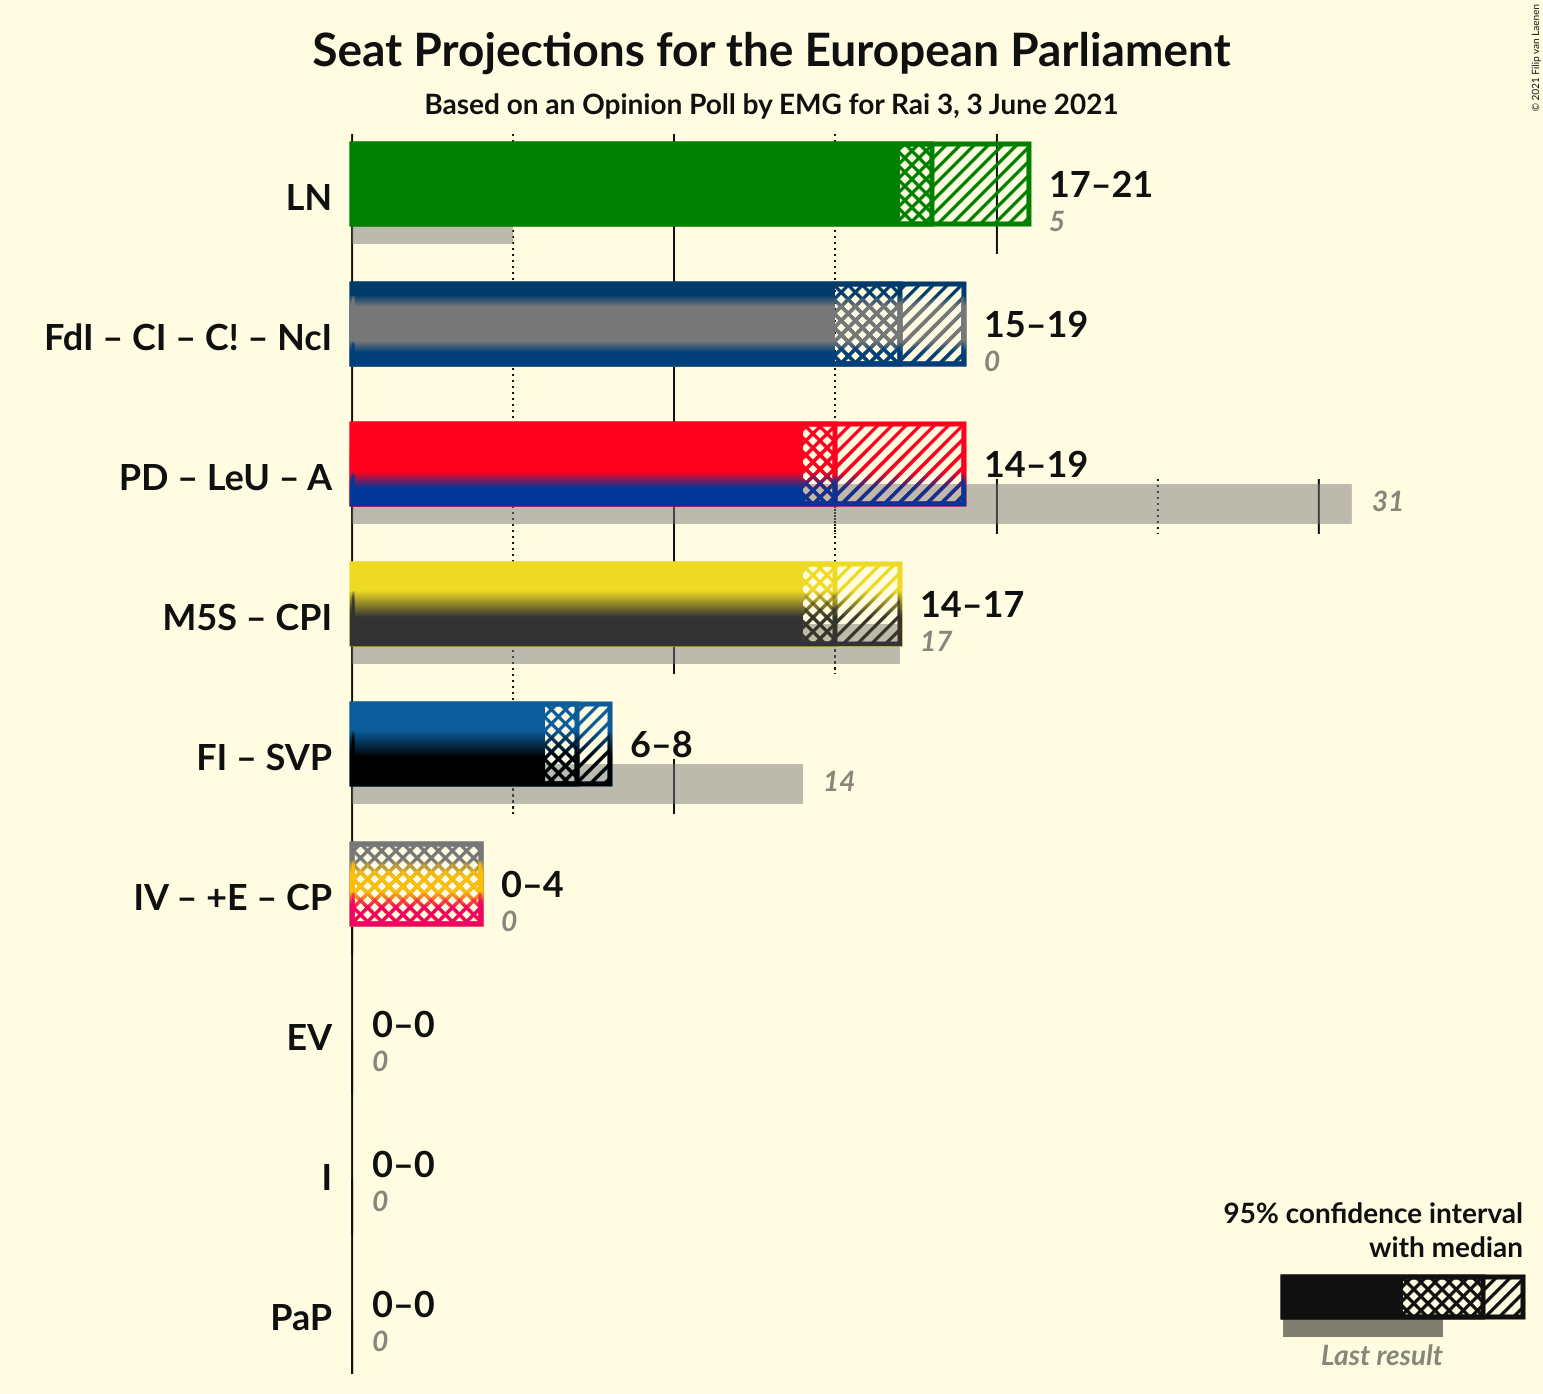 Seat Projections for the European Parliament
Based on an Opinion Poll by EMG for Rai 3, 3 June 2021
© 2021 Filip van Laenen
LN
17–21
5
FdI – CI – C! – NcI
15–19
0
PD – LeU – A
14–19
31
M5S – CPI
14–17
17
FI – SVP
6–8
14
IV – +E – CP
0–4
0
EV
0–0
0
I
0–0
0
PaP
0–0
0
95% confidence interval
with median
Last result